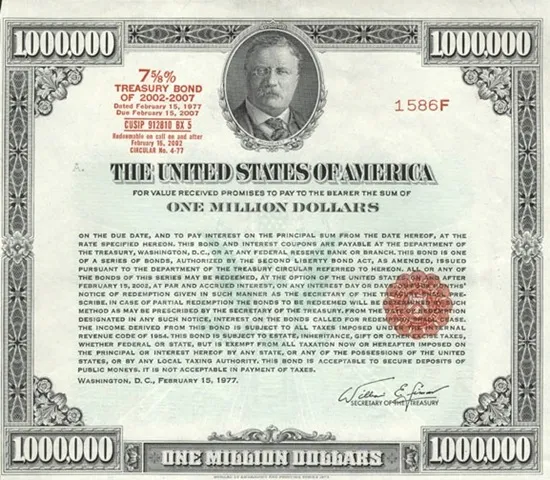 1,000,000
1,000,000
7⅝%
TREASURY BOND
OF 2002-2007
Dated February 15, 1977
Due February 15, 2007
CUSIP 912810 BX 5
Redeemable on call on and after
February 15, 2002
CIRCULAR No. 4-77
1586F
THE UNITED STATES OF AMERICA
FOR VALUE RECEIVED PROMISES TO PAY TO THE BEARER THE SUM OF
ONE MILLION DOLLARS
ON THE DUE DATE, AND TO PAY INTEREST ON THE PRINCIPAL SUM FROM THE DATE HEREOF, AT THE
RATE SPECIFIED HEREON. THIS BOND AND INTEREST COUPONS ARE PAYABLE AT THE DEPARTMENT OF
THE TREASURY, WASHINGTON, D.C., OR AT ANY FEDERAL RESERVE BANK OR BRANCH. THIS BOND IS ONE
OF A SERIES OF BONDS, AUTHORIZED BY THE SECOND LIBERTY BOND ACT, AS AMENDED, ISSUED
PURSUANT TO THE DEPARTMENT OF THE TREASURY CIRCULAR REFERRED TO HEREON. ALL OR ANY OF
THE BONDS OF THIS SERIES MAY BE REDEEMED, AT THE OPTION OF THE UNITED STATES, ON AND AFTER
FEBRUARY 15, 2002, AT PAR AND ACCRUED INTEREST, ON ANY INTEREST DAY OR DAYS, ON
NOTICE OF REDEMPTION GIVEN IN SUCH MANNER AS THE SECRETARY OF THE TREASURY SHALL PRE-
SCRIBE, IN CASE OF PARTIAL REDEMPTION THE BONDS TO BE REDEEMED WILL BE DETERMINED BY SUCH
METHOD AS MAY BE PRESCRIBED BY THE SECRETARY OF THE TREASURY, FROM THE DATE OF REDEMPTION
DESIGNATED IN ANY SUCH NOTICE, INTEREST ON THE BONDS CALLED FOR REDEMPTION SHALL CEASE.
THE INCOME DERIVED FROM THIS BOND IS SUBJECT TO ALL TAXES IMPOSED UNDER THE INTERNAL
REVENUE CODE OF 1954. THIS BOND IS SUBJECT TO ESTATE, INHERITANCE, GIFT OR OTHER EXCISE TAXES,
WHETHER FEDERAL OR STATE, BUT IS EXEMPT FROM ALL TAXATION NOW OR HEREAFTER IMPOSED ON
THE PRINCIPAL OR INTEREST HEREOF BY ANY STATE, OR ANY OF THE POSSESSIONS OF THE UNITED
STATES, OR BY ANY LOCAL TAXING AUTHORITY. THIS BOND IS ACCEPTABLE TO SECURE DEPOSITS OF
PUBLIC MONEYS. IT IS NOT ACCEPTABLE IN PAYMENT OF TAXES.
WASHINGTON, D.C., FEBRUARY 15, 1977.
William E. Simon
SECRETARY OF THE TREASURY
1,000,000
ONE MILLION DOLLARS
1,000,000